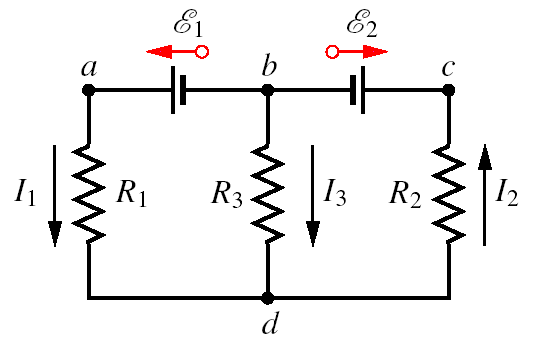 ℰ₁ ℰ₂
a b c
I₁ R₁ R₃ I₃ R₂ I₂
d